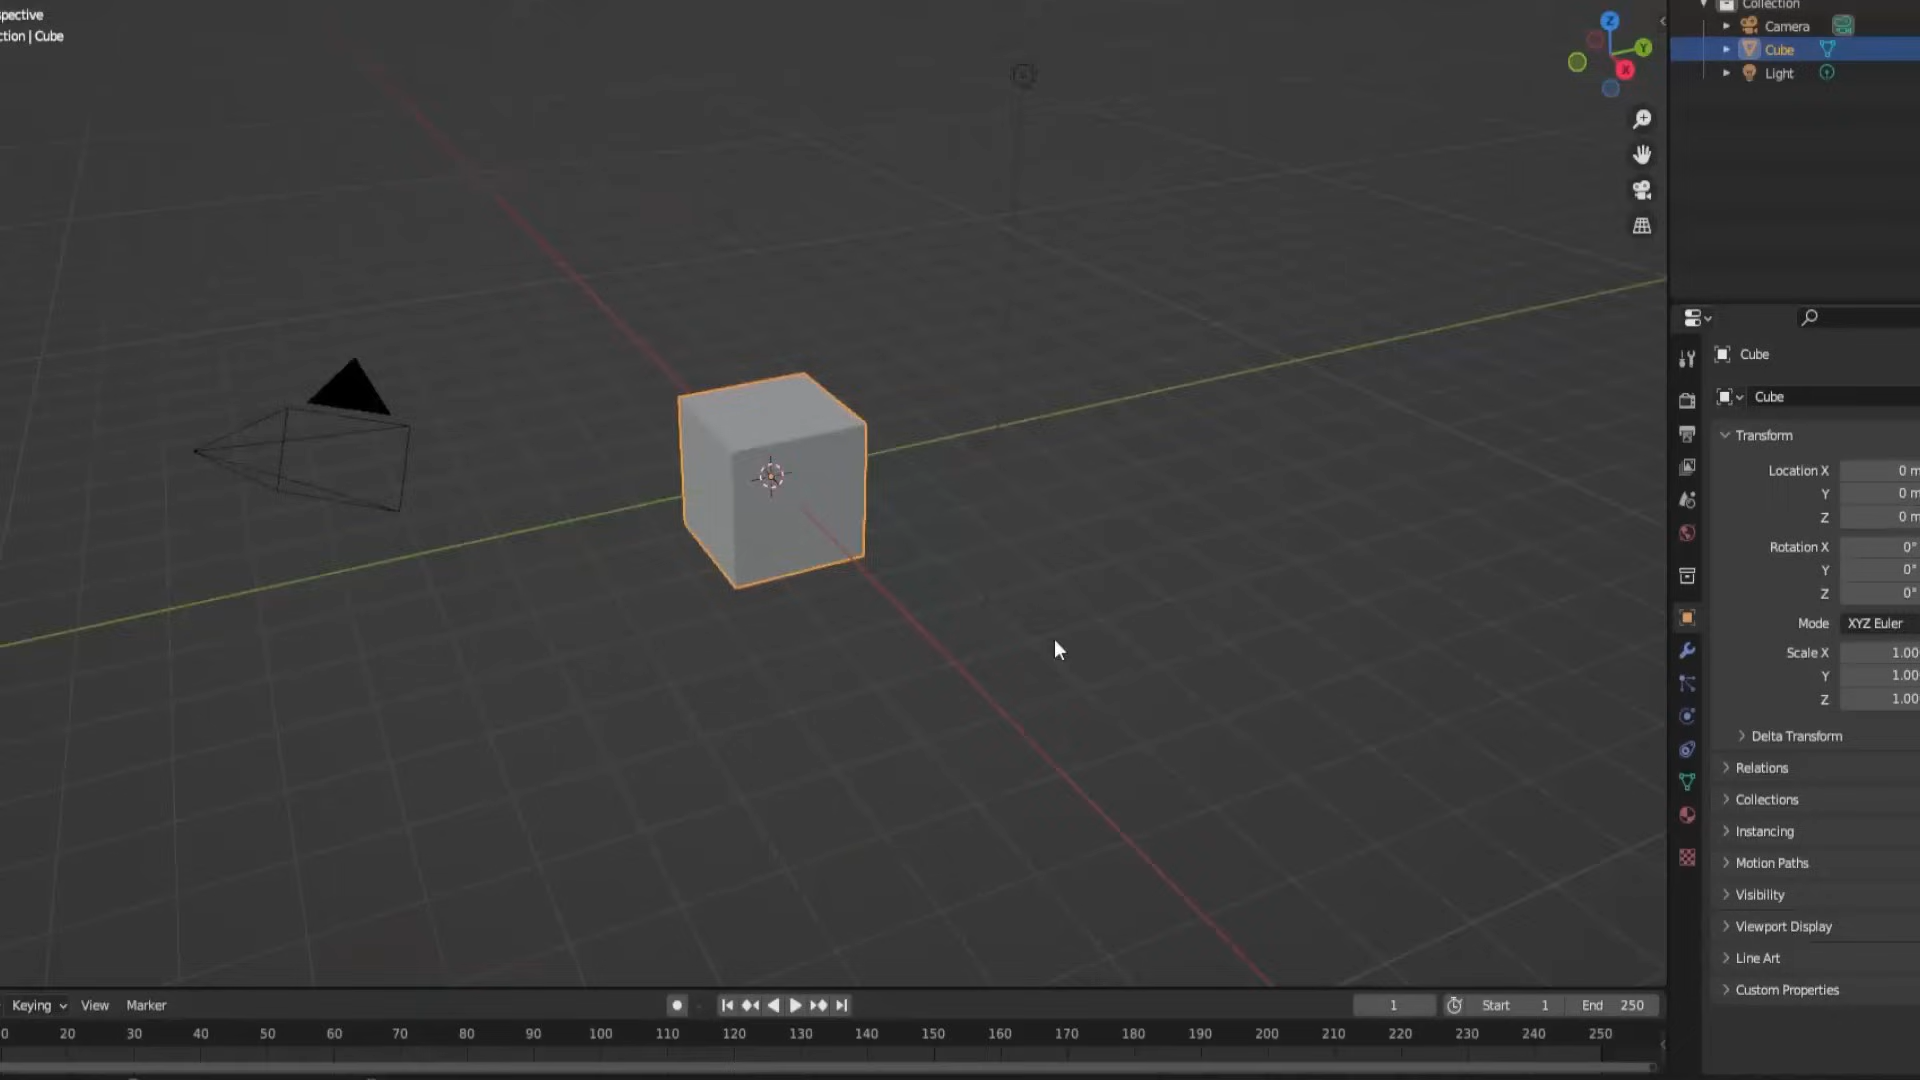 spective
ction | Cube
Z
Y
X
Collection
Camera
Cube
Light
Cube
Cube
Transform
Location X 0 m
Y 0 m
Z 0 m
Rotation X 0°
Y 0°
Z 0°
Mode XYZ Euler
Scale X 1.00
Y 1.00
Z 1.00
Delta Transform
Relations
Collections
Instancing
Motion Paths
Visibility
Viewport Display
Line Art
Custom Properties
Keying View Marker 1 Start 1 End 250
0 20 30 40 50 60 70 80 90 100 110 120 130 140 150 160 170 180 190 200 210 220 230 240 250